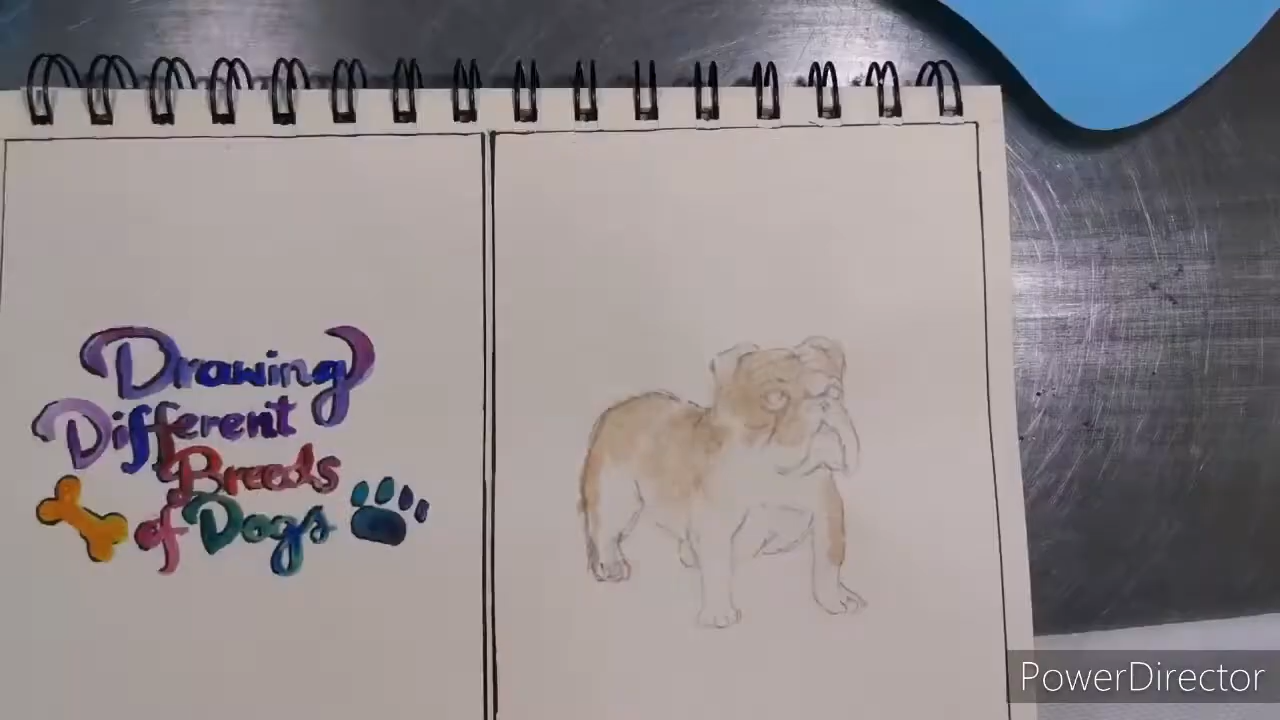 Drawing
Different
Breeds
of Dogs
PowerDirector